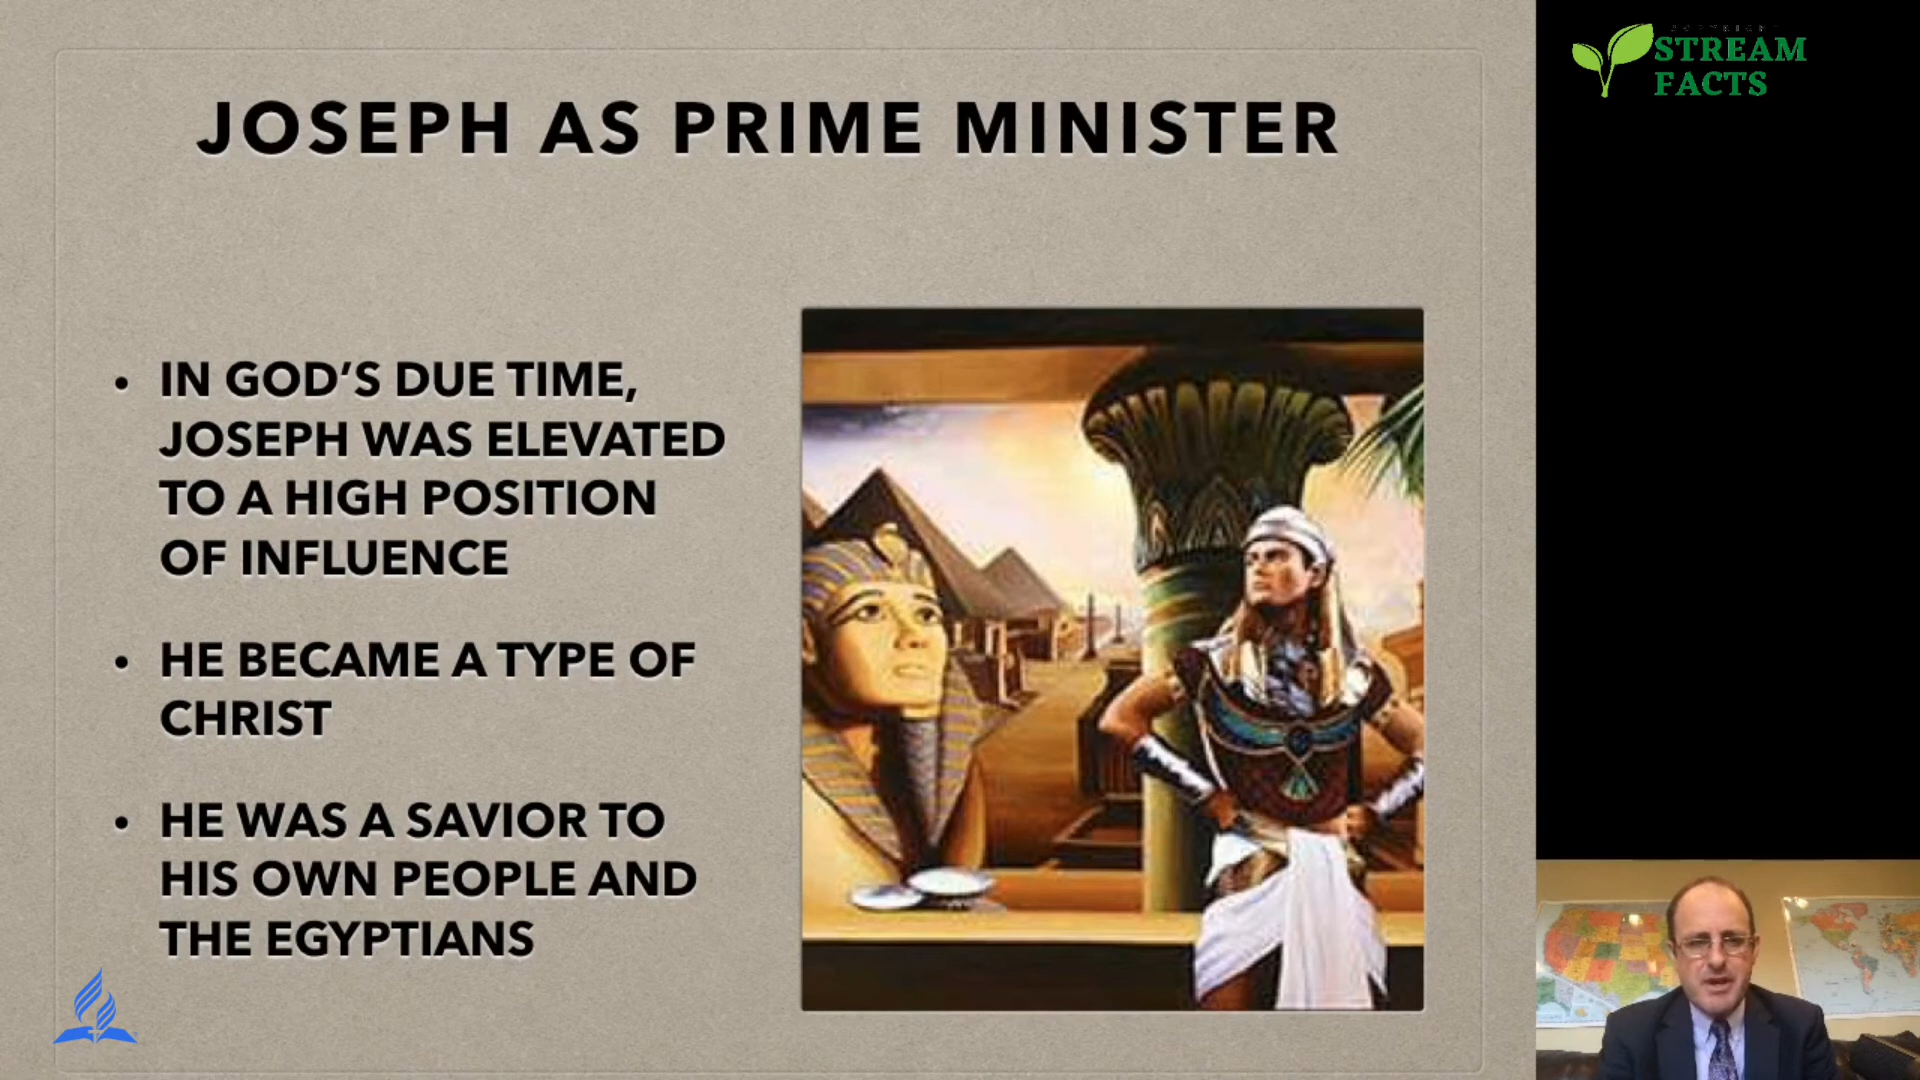 STREAM
FACTS
JOSEPH AS PRIME MINISTER
• IN GOD’S DUE TIME,
JOSEPH WAS ELEVATED
TO A HIGH POSITION
OF INFLUENCE
• HE BECAME A TYPE OF
CHRIST
• HE WAS A SAVIOR TO
HIS OWN PEOPLE AND
THE EGYPTIANS